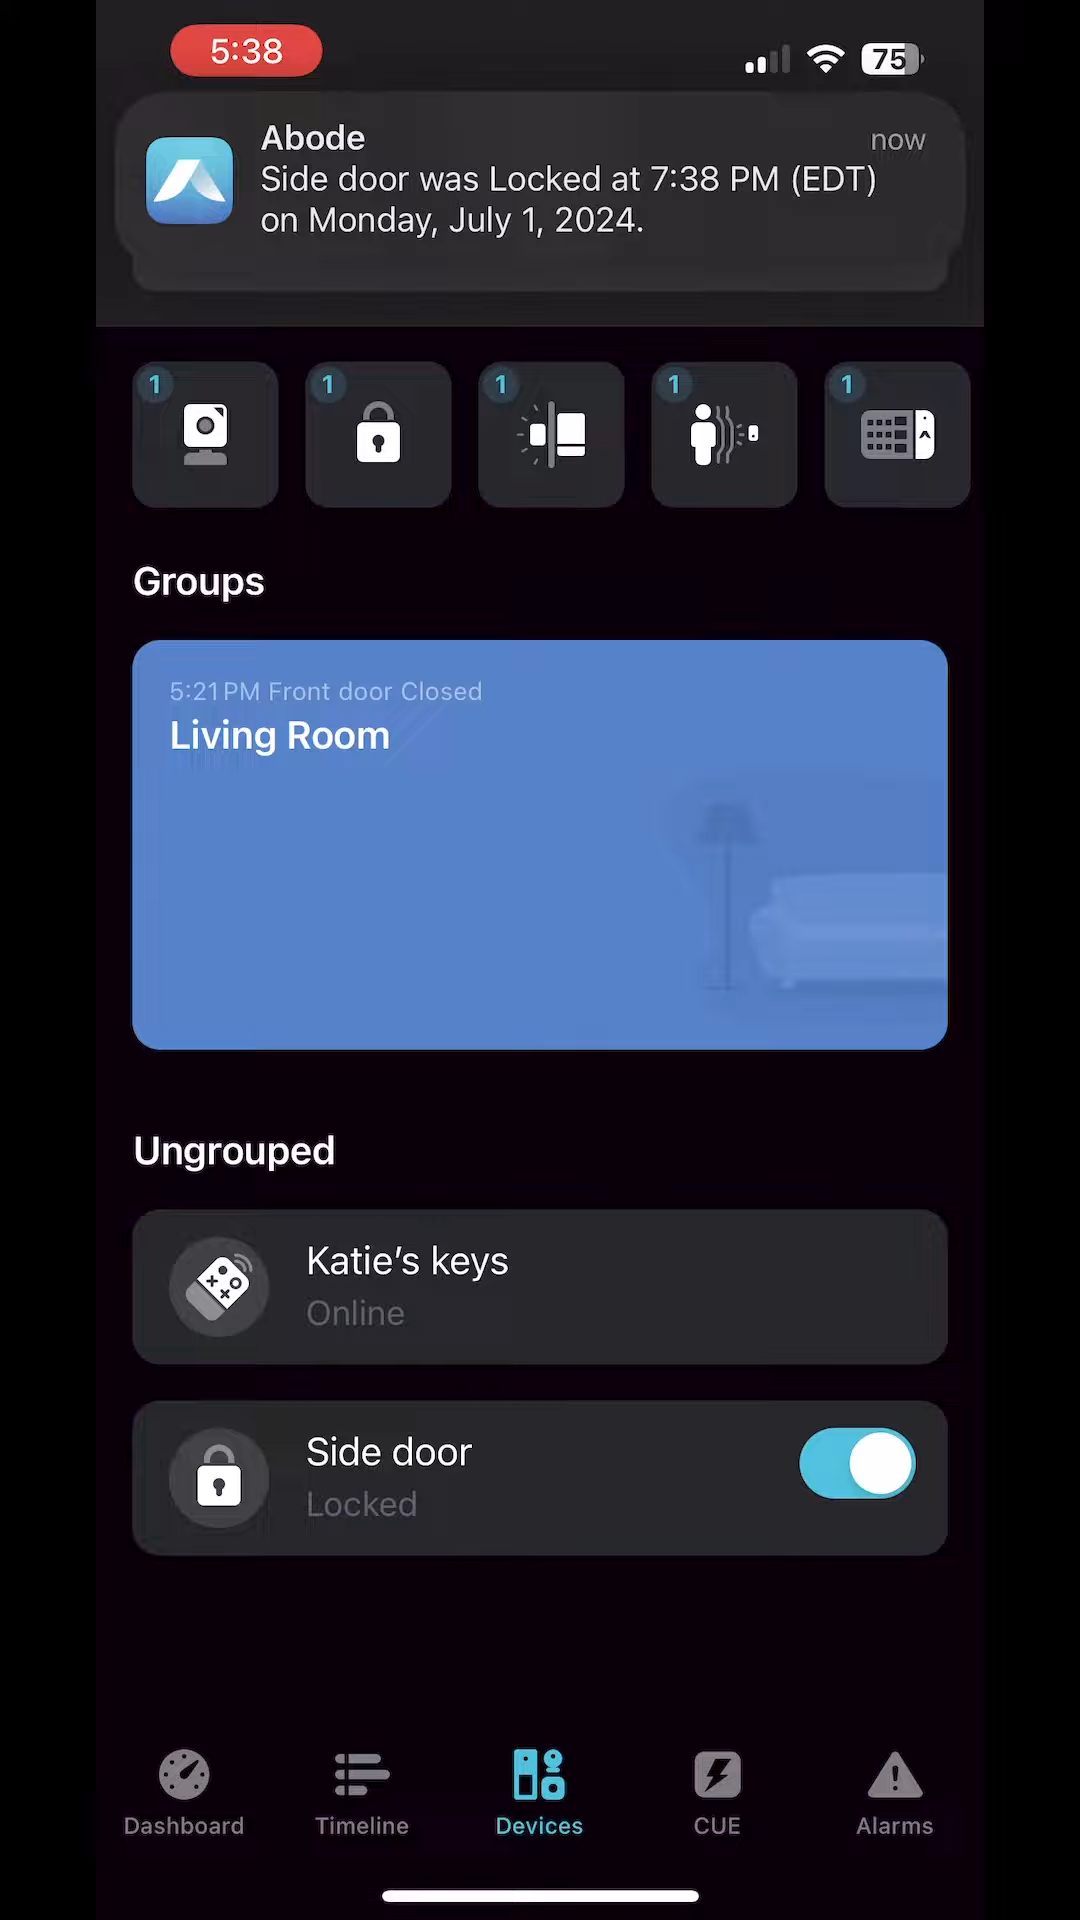 5:38
75
Abode
now
Side door was Locked at 7:38 PM (EDT)
on Monday, July 1, 2024.
1
1
1
1
1
Groups
5:21 PM Front door Closed
Living Room
Ungrouped
Katie’s keys
Online
Side door
Locked
Dashboard
Timeline
Devices
CUE
Alarms